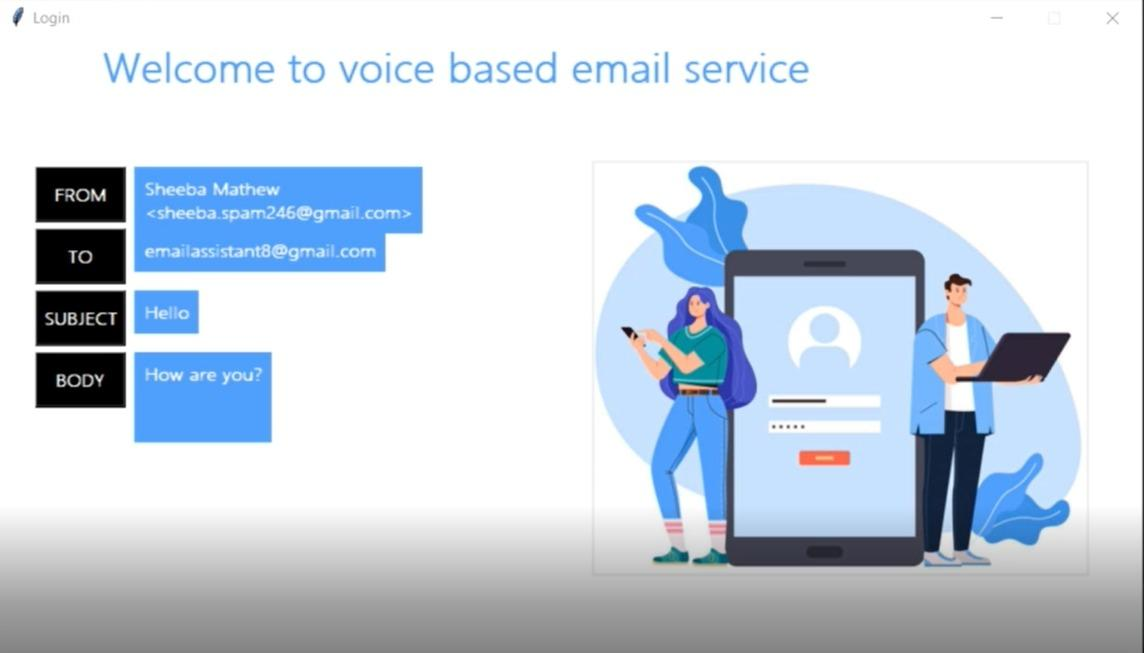 Login
Welcome to voice based email service
FROM
Sheeba Mathew
<sheeba.spam246@gmail.com>
TO
emailassistant8@gmail.com
SUBJECT
Hello
BODY
How are you?